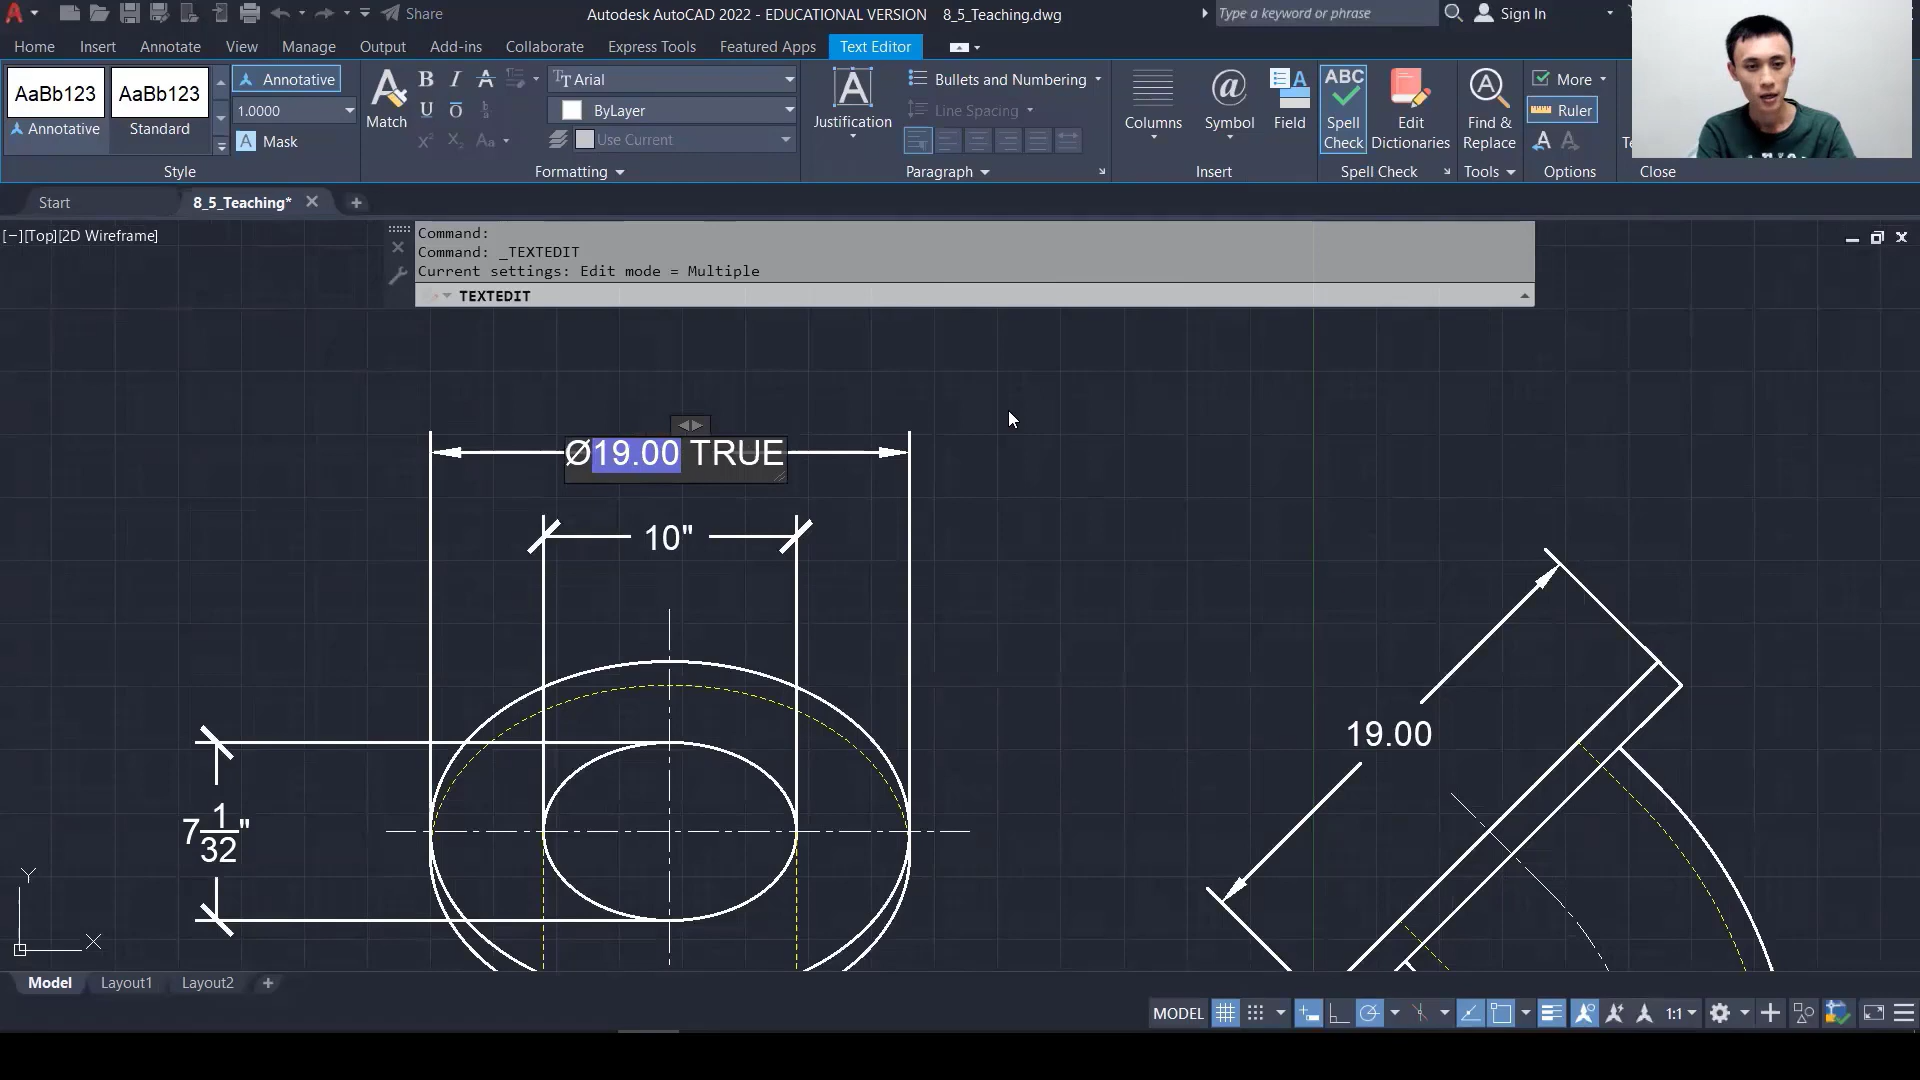 Share
Autodesk AutoCAD 2022 - EDUCATIONAL VERSION 8_5_Teaching.dwg
Type a keyword or phrase
Sign In
Home Insert Annotate View Manage Output Add-ins Collaborate Express Tools Featured Apps Text Editor
AaBb123 AaBb123
Annotative Standard
Annotative
1.0000
Mask
Style
Match
B I A
U O
Arial
ByLayer
Use Current
Formatting
Justification
Bullets and Numbering
Line Spacing
Paragraph
Columns
Symbol
Field
Insert
ABC
Spell
Check
Edit
Dictionaries
Spell Check
Find &
Replace
Tools
More
Ruler
Options
Close
Start
8_5_Teaching*
[−][Top][2D Wireframe]
Command:
Command: _TEXTEDIT
Current settings: Edit mode = Multiple
TEXTEDIT
Ø19.00 TRUE
10"
19.00
7 1/32"
Y
X
Model Layout1 Layout2
MODEL
1:1